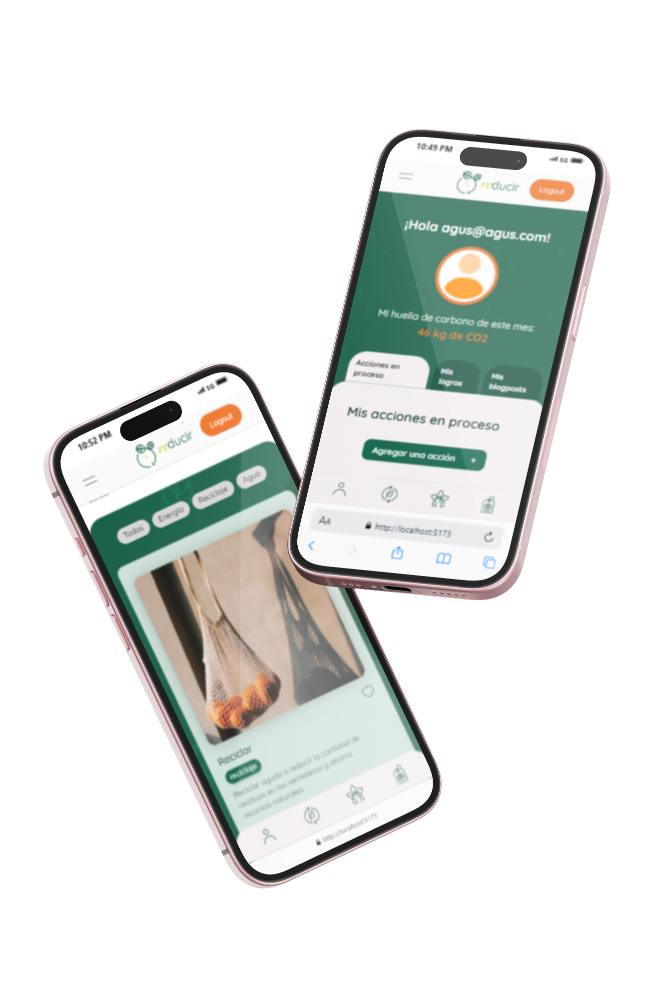 10:49 PM
5G
reducir
Logout
¡Hola agus@agus.com!
Mi huella de carbono de este mes:
46 kg de CO2
Acciones en proceso
Mis logros
Mis blogposts
Mis acciones en proceso
Agregar una acción +
AA
http://localhost:5173
10:52 PM
5G
reducir
Logout
Todas
Energía
Reciclaje
Agua
Reciclar
reciclaje
Reciclar ayuda a reducir la cantidad de
residuos en los vertederos y ahorra
recursos naturales.
http://localhost:5173